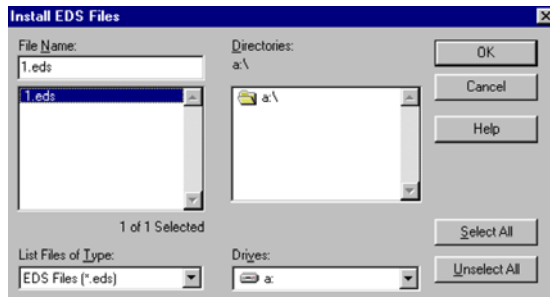 Install EDS Files
File Name:
1.eds
1.eds
1 of 1 Selected
List Files of Type:
EDS Files (*.eds)
Directories:
a:\
a:\
Drives:
a:
OK
Cancel
Help
Select All
Unselect All